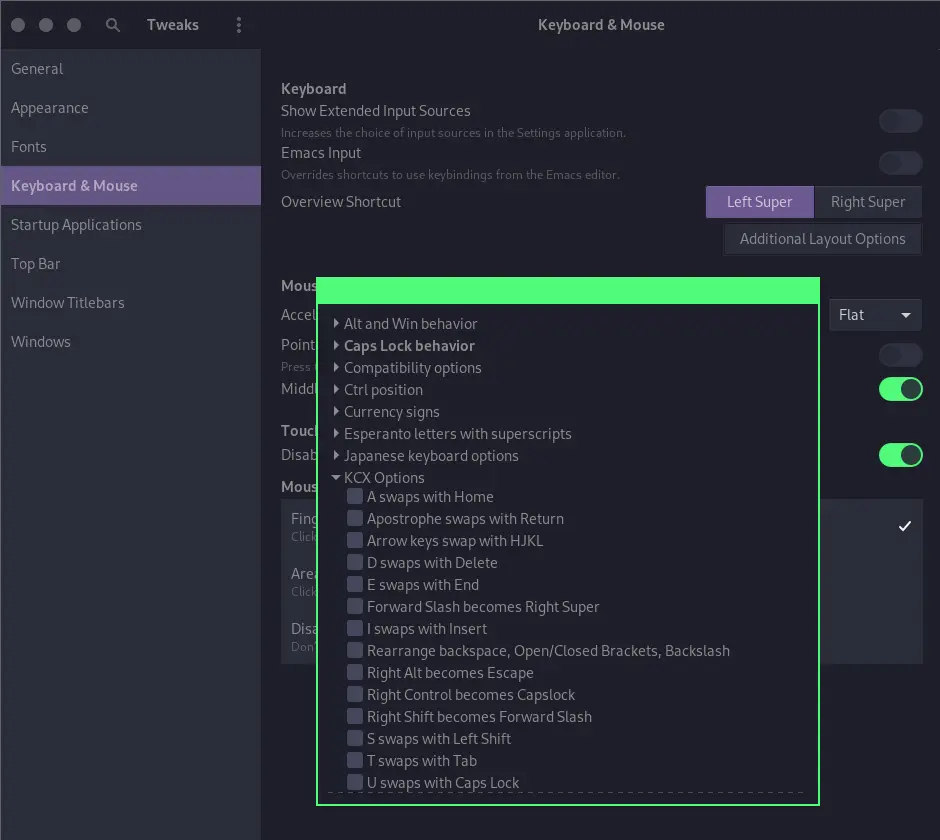 Tweaks
Keyboard & Mouse
General
Appearance
Fonts
Keyboard & Mouse
Startup Applications
Top Bar
Window Titlebars
Windows
Keyboard
Show Extended Input Sources
Increases the choice of input sources in the Settings application.
Emacs Input
Overrides shortcuts to use keybindings from the Emacs editor.
Overview Shortcut
Left Super
Right Super
Additional Layout Options
Mous
Accel
Flat
Point
Press
Middl
Touch
Disab
Mous
Fing
Click
Area
Click
Disa
Don'
Alt and Win behavior
Caps Lock behavior
Compatibility options
Ctrl position
Currency signs
Esperanto letters with superscripts
Japanese keyboard options
KCX Options
A swaps with Home
Apostrophe swaps with Return
Arrow keys swap with HJKL
D swaps with Delete
E swaps with End
Forward Slash becomes Right Super
I swaps with Insert
Rearrange backspace, Open/Closed Brackets, Backslash
Right Alt becomes Escape
Right Control becomes Capslock
Right Shift becomes Forward Slash
S swaps with Left Shift
T swaps with Tab
U swaps with Caps Lock